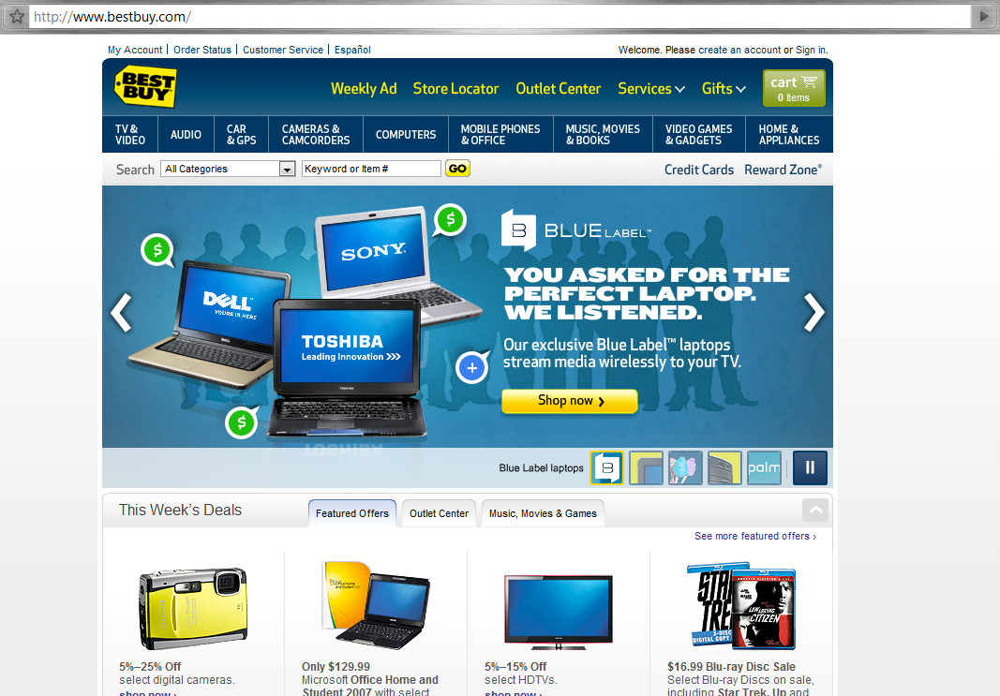 http://www.bestbuy.com/
My Account Order Status Customer Service Español
Welcome. Please create an account or Sign in.
BEST BUY
Weekly Ad Store Locator Outlet Center Services Gifts
cart
0 Items
TV & VIDEO
AUDIO
CAR & GPS
CAMERAS & CAMCORDERS
COMPUTERS
MOBILE PHONES & OFFICE
MUSIC, MOVIES & BOOKS
VIDEO GAMES & GADGETS
HOME & APPLIANCES
Search All Categories Keyword or Item # GO
Credit Cards Reward Zone®
$
$
SONY.
DELL
YOURS IS HERE
DELL
TOSHIBA
Leading Innovation >>>
TOSHIBA
+
$
B BLUE LABEL™
YOU ASKED FOR THE
PERFECT LAPTOP.
WE LISTENED.
Our exclusive Blue Label™ laptops
stream media wirelessly to your TV.
Shop now ›
Blue Label laptops B palm
This Week's Deals
Featured Offers Outlet Center Music, Movies & Games
See more featured offers ›
STAR TREK
3-DISC
DIGITAL COPY
LAW ABIDING
CITIZEN
5%–25% Off
select digital cameras.
shop now ›
Only $129.99
Microsoft Office Home and
Student 2007 with select
5%–15% Off
select HDTVs.
shop now ›
$16.99 Blu-ray Disc Sale
Select Blu-ray Discs on sale,
including Star Trek, Up and